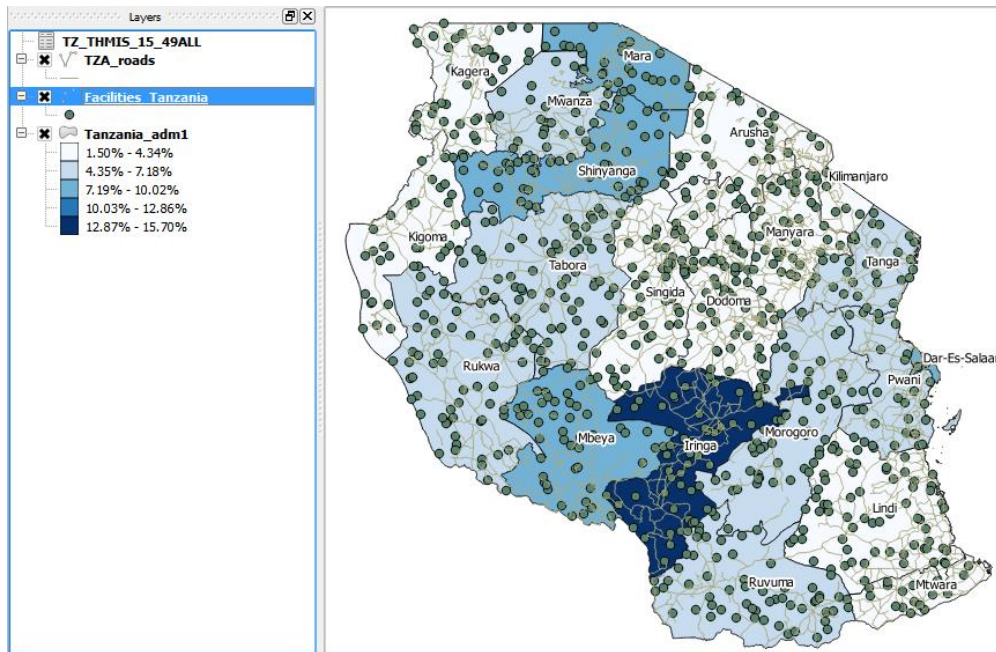 Layers
TZ_THMIS_15_49ALL
TZA_roads
Facilities_Tanzania
Tanzania_adm1
1.50% - 4.34%
4.35% - 7.18%
7.19% - 10.02%
10.03% - 12.86%
12.87% - 15.70%
Mara
Kagera
Mwanza
Arusha
Shinyanga
Kilimanjaro
Kigoma
Manyara
Tanga
Tabora
Singida
Dodoma
Dar-Es-Salaam
Rukwa
Pwani
Mbeya
Iringa
Morogoro
Lindi
Ruvuma
Mtwara